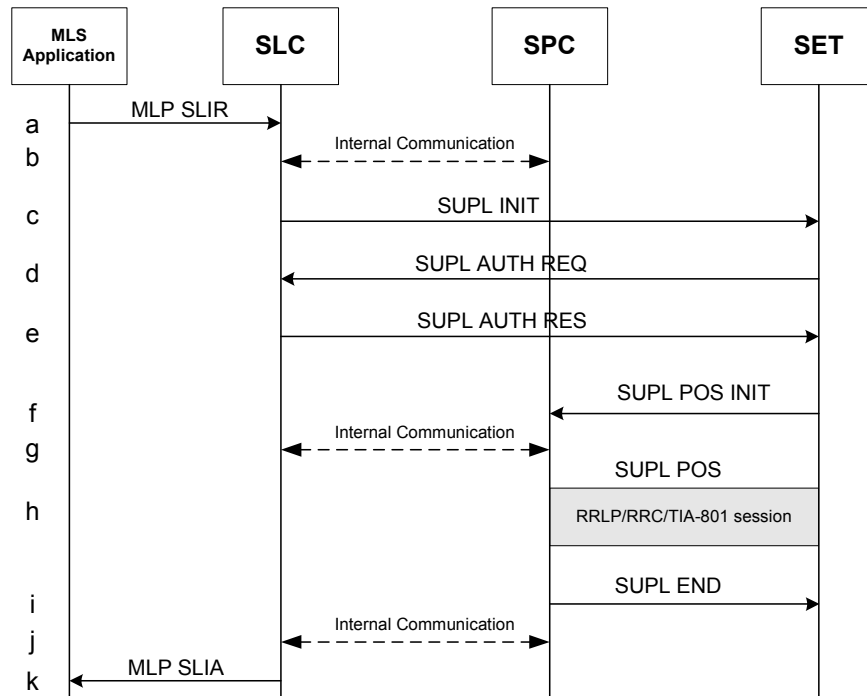 MLS
Application
SLC
SPC
SET
a
MLP SLIR
b
Internal Communication
c
SUPL INIT
d
SUPL AUTH REQ
e
SUPL AUTH RES
f
SUPL POS INIT
g
Internal Communication
SUPL POS
h
RRLP/RRC/TIA-801 session
i
SUPL END
j
Internal Communication
k
MLP SLIA